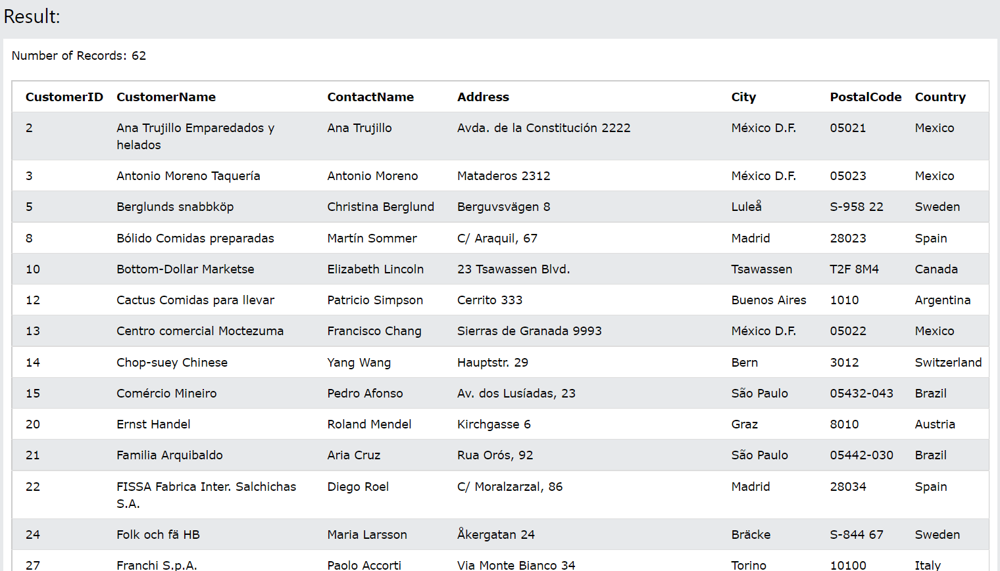 Result:
Number of Records: 62
CustomerID CustomerName ContactName Address City PostalCode Country
2 Ana Trujillo Emparedados y helados Ana Trujillo Avda. de la Constitución 2222 México D.F. 05021 Mexico
3 Antonio Moreno Taquería Antonio Moreno Mataderos 2312 México D.F. 05023 Mexico
5 Berglunds snabbköp Christina Berglund Berguvsvägen 8 Luleå S-958 22 Sweden
8 Bólido Comidas preparadas Martín Sommer C/ Araquil, 67 Madrid 28023 Spain
10 Bottom-Dollar Marketse Elizabeth Lincoln 23 Tsawassen Blvd. Tsawassen T2F 8M4 Canada
12 Cactus Comidas para llevar Patricio Simpson Cerrito 333 Buenos Aires 1010 Argentina
13 Centro comercial Moctezuma Francisco Chang Sierras de Granada 9993 México D.F. 05022 Mexico
14 Chop-suey Chinese Yang Wang Hauptstr. 29 Bern 3012 Switzerland
15 Comércio Mineiro Pedro Afonso Av. dos Lusíadas, 23 São Paulo 05432-043 Brazil
20 Ernst Handel Roland Mendel Kirchgasse 6 Graz 8010 Austria
21 Familia Arquibaldo Aria Cruz Rua Orós, 92 São Paulo 05442-030 Brazil
22 FISSA Fabrica Inter. Salchichas S.A. Diego Roel C/ Moralzarzal, 86 Madrid 28034 Spain
24 Folk och fä HB Maria Larsson Åkergatan 24 Bräcke S-844 67 Sweden
27 Franchi S.p.A. Paolo Accorti Via Monte Bianco 34 Torino 10100 Italy